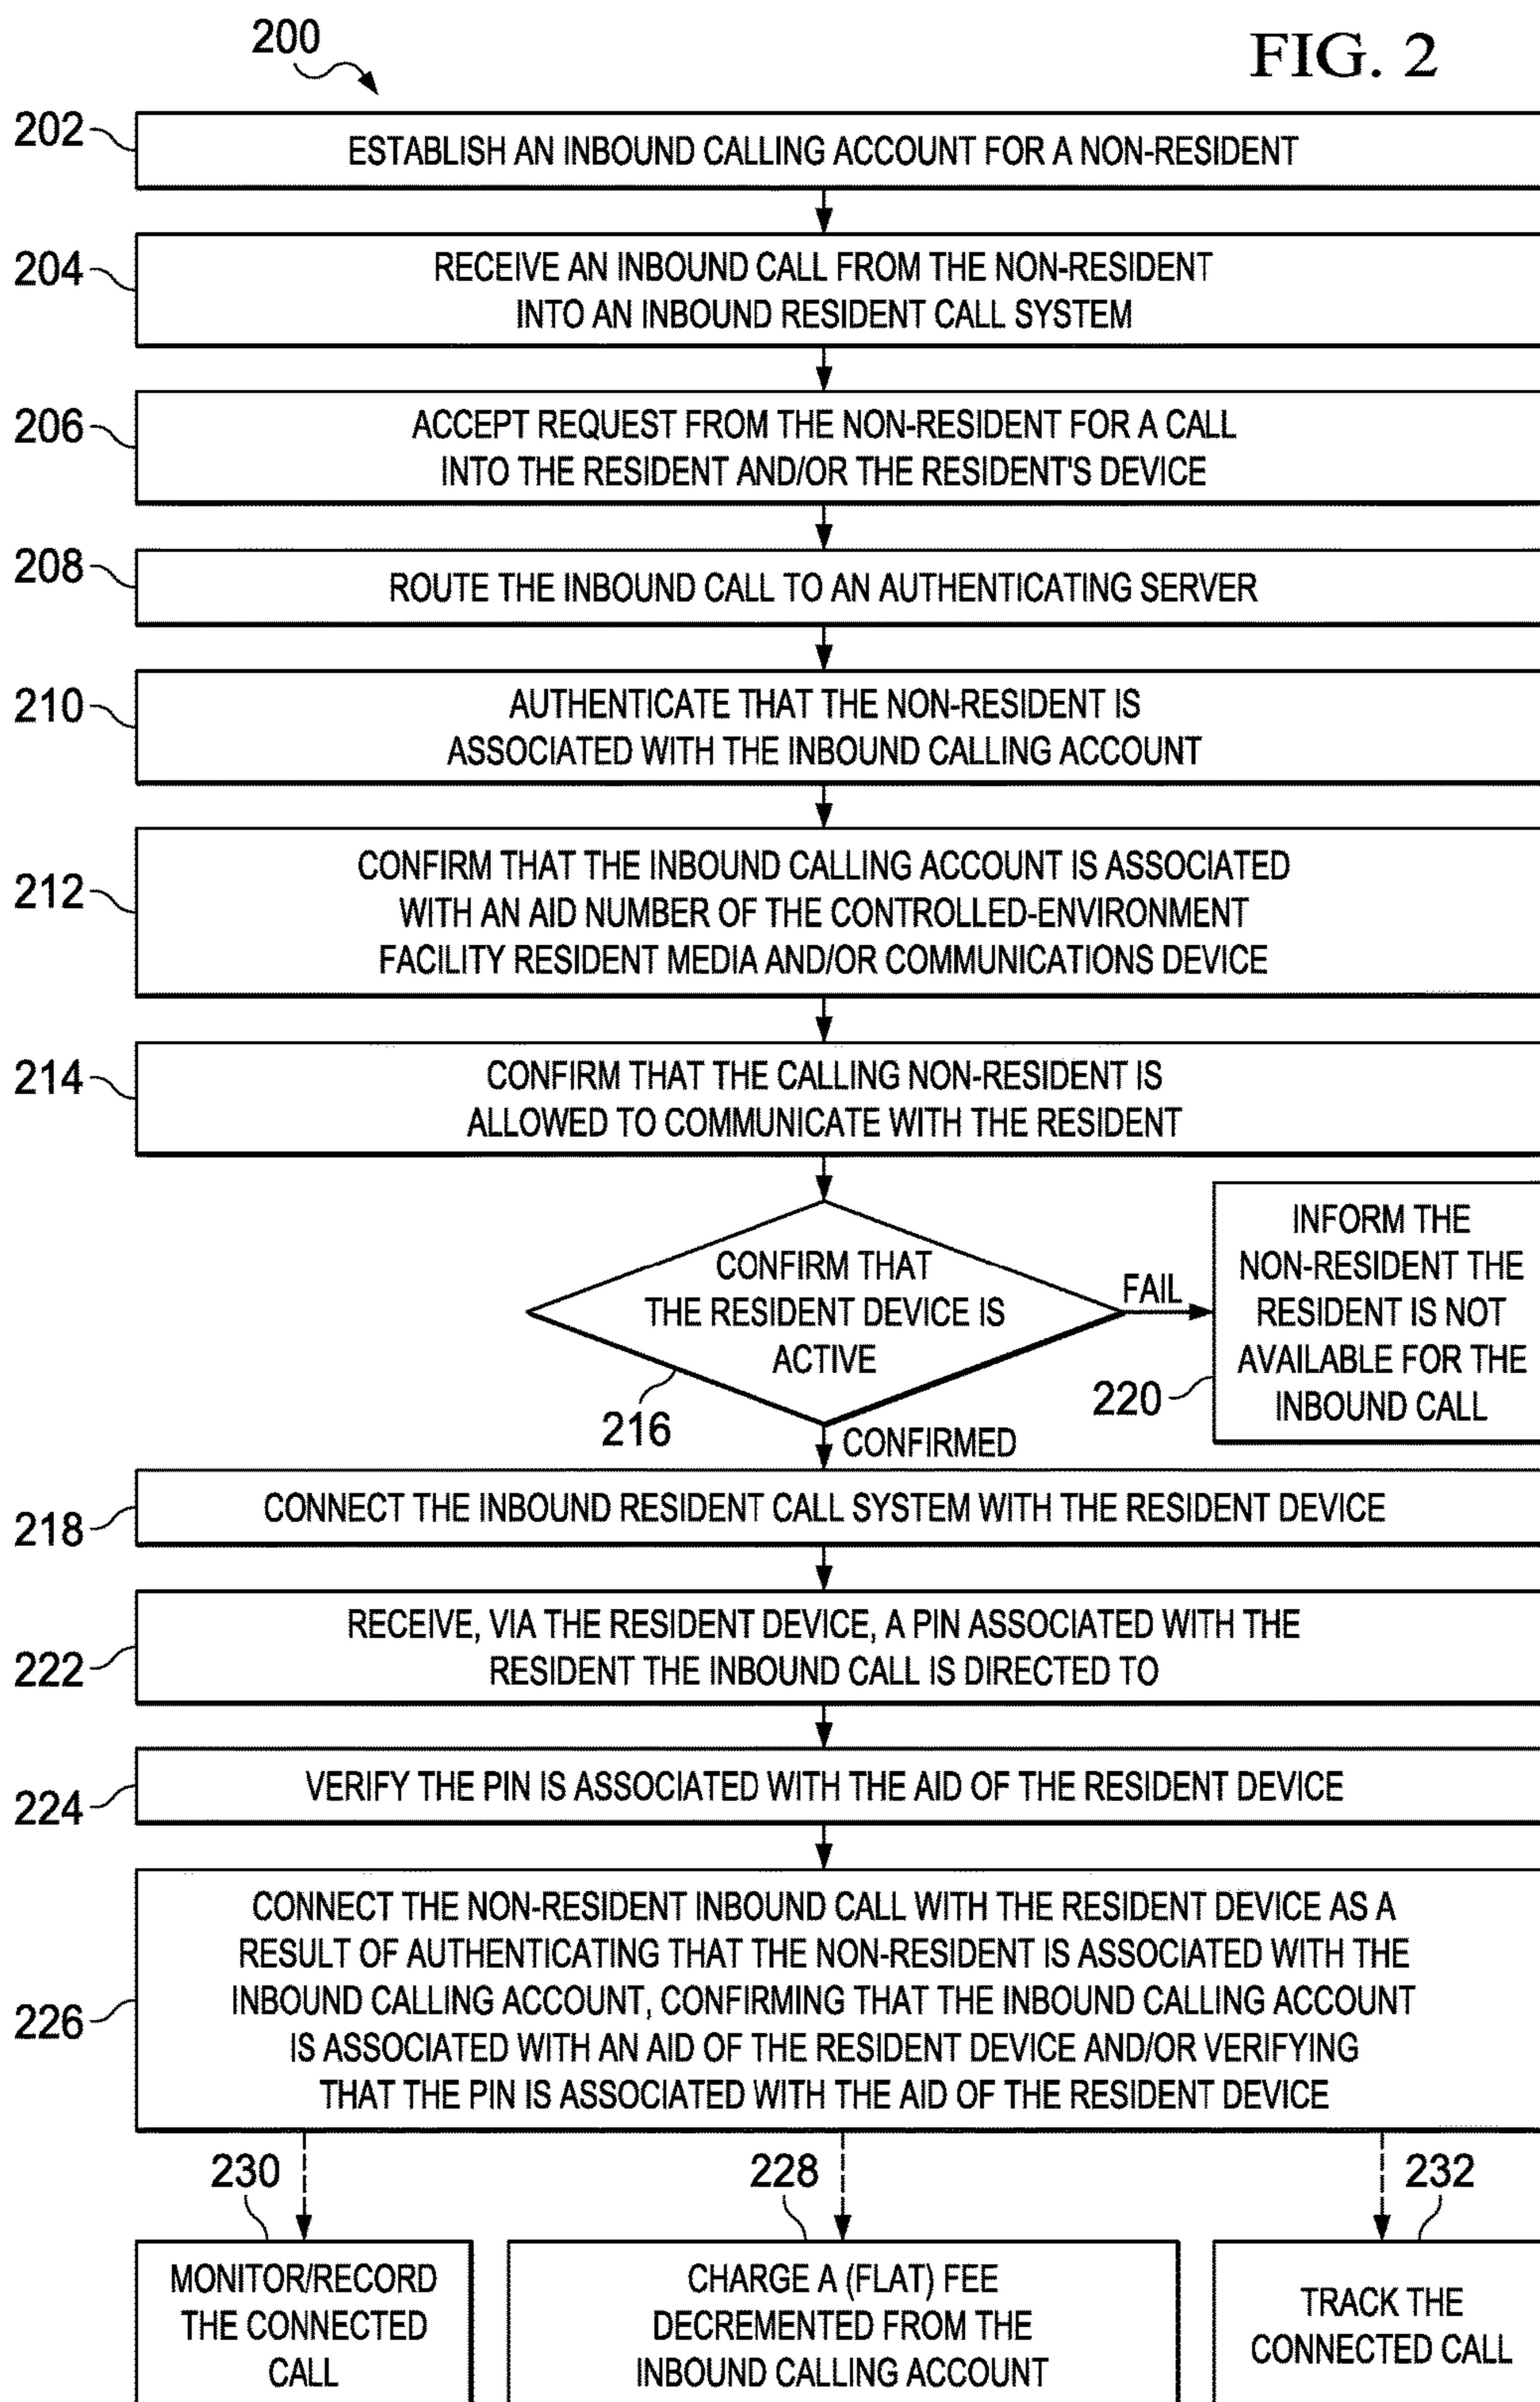 200
FIG. 2
202
ESTABLISH AN INBOUND CALLING ACCOUNT FOR A NON-RESIDENT
204
RECEIVE AN INBOUND CALL FROM THE NON-RESIDENT
INTO AN INBOUND RESIDENT CALL SYSTEM
206
ACCEPT REQUEST FROM THE NON-RESIDENT FOR A CALL
INTO THE RESIDENT AND/OR THE RESIDENT'S DEVICE
208
ROUTE THE INBOUND CALL TO AN AUTHENTICATING SERVER
210
AUTHENTICATE THAT THE NON-RESIDENT IS
ASSOCIATED WITH THE INBOUND CALLING ACCOUNT
212
CONFIRM THAT THE INBOUND CALLING ACCOUNT IS ASSOCIATED
WITH AN AID NUMBER OF THE CONTROLLED-ENVIRONMENT
FACILITY RESIDENT MEDIA AND/OR COMMUNICATIONS DEVICE
214
CONFIRM THAT THE CALLING NON-RESIDENT IS
ALLOWED TO COMMUNICATE WITH THE RESIDENT
CONFIRM THAT
THE RESIDENT DEVICE IS
ACTIVE
216
FAIL
INFORM THE
NON-RESIDENT THE
RESIDENT IS NOT
AVAILABLE FOR THE
INBOUND CALL
220
CONFIRMED
218
CONNECT THE INBOUND RESIDENT CALL SYSTEM WITH THE RESIDENT DEVICE
222
RECEIVE, VIA THE RESIDENT DEVICE, A PIN ASSOCIATED WITH THE
RESIDENT THE INBOUND CALL IS DIRECTED TO
224
VERIFY THE PIN IS ASSOCIATED WITH THE AID OF THE RESIDENT DEVICE
226
CONNECT THE NON-RESIDENT INBOUND CALL WITH THE RESIDENT DEVICE AS A
RESULT OF AUTHENTICATING THAT THE NON-RESIDENT IS ASSOCIATED WITH THE
INBOUND CALLING ACCOUNT, CONFIRMING THAT THE INBOUND CALLING ACCOUNT
IS ASSOCIATED WITH AN AID OF THE RESIDENT DEVICE AND/OR VERIFYING
THAT THE PIN IS ASSOCIATED WITH THE AID OF THE RESIDENT DEVICE
230
MONITOR/RECORD
THE CONNECTED
CALL
228
CHARGE A (FLAT) FEE
DECREMENTED FROM THE
INBOUND CALLING ACCOUNT
232
TRACK THE
CONNECTED CALL